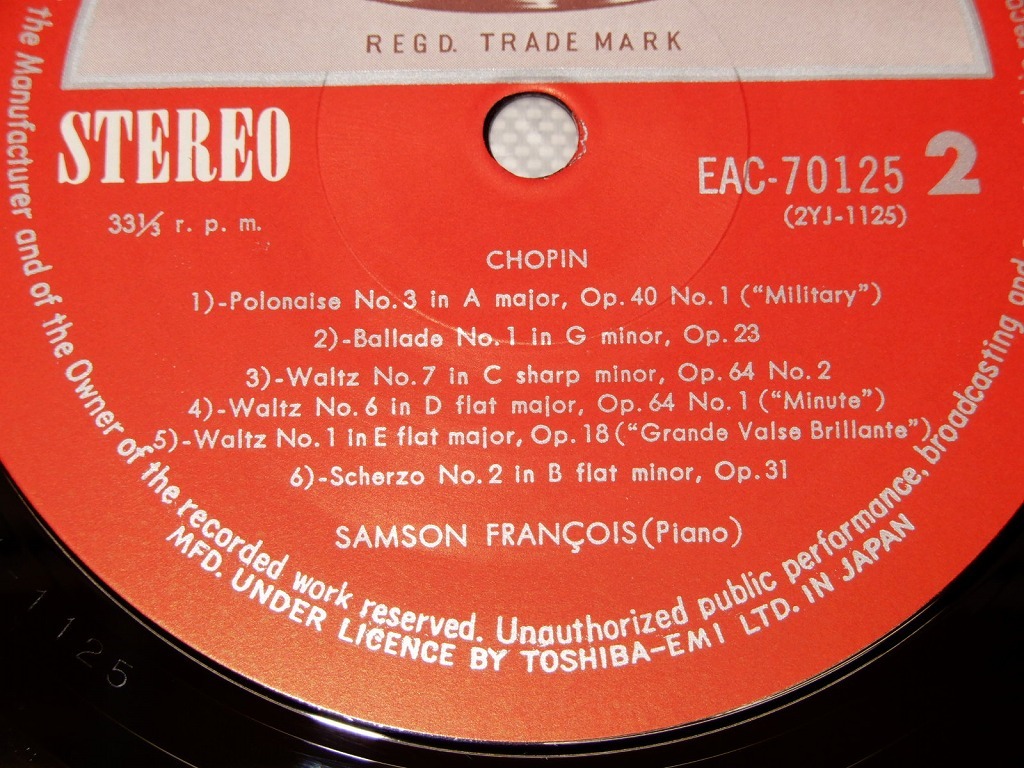 REGD. TRADE MARK
STEREO
EAC-70125 2
33⅓ r. p. m.
(2YJ-1125)
CHOPIN
1)-Polonaise No.3 in A major, Op.40 No.1 ("Military")
2)-Ballade No.1 in G minor, Op.23
3)-Waltz No.7 in C sharp minor, Op.64 No.2
4)-Waltz No.6 in D flat major, Op.64 No.1 ("Minute")
5)-Waltz No.1 in E flat major, Op.18 ("Grande Valse Brillante")
6)-Scherzo No.2 in B flat minor, Op.31
SAMSON FRANÇOIS (Piano)
the Manufacturer and of the Owner of the recorded work reserved. Unauthorized public performance, broadcasting and
MFD. UNDER LICENCE BY TOSHIBA-EMI LTD. IN JAPAN
1 125